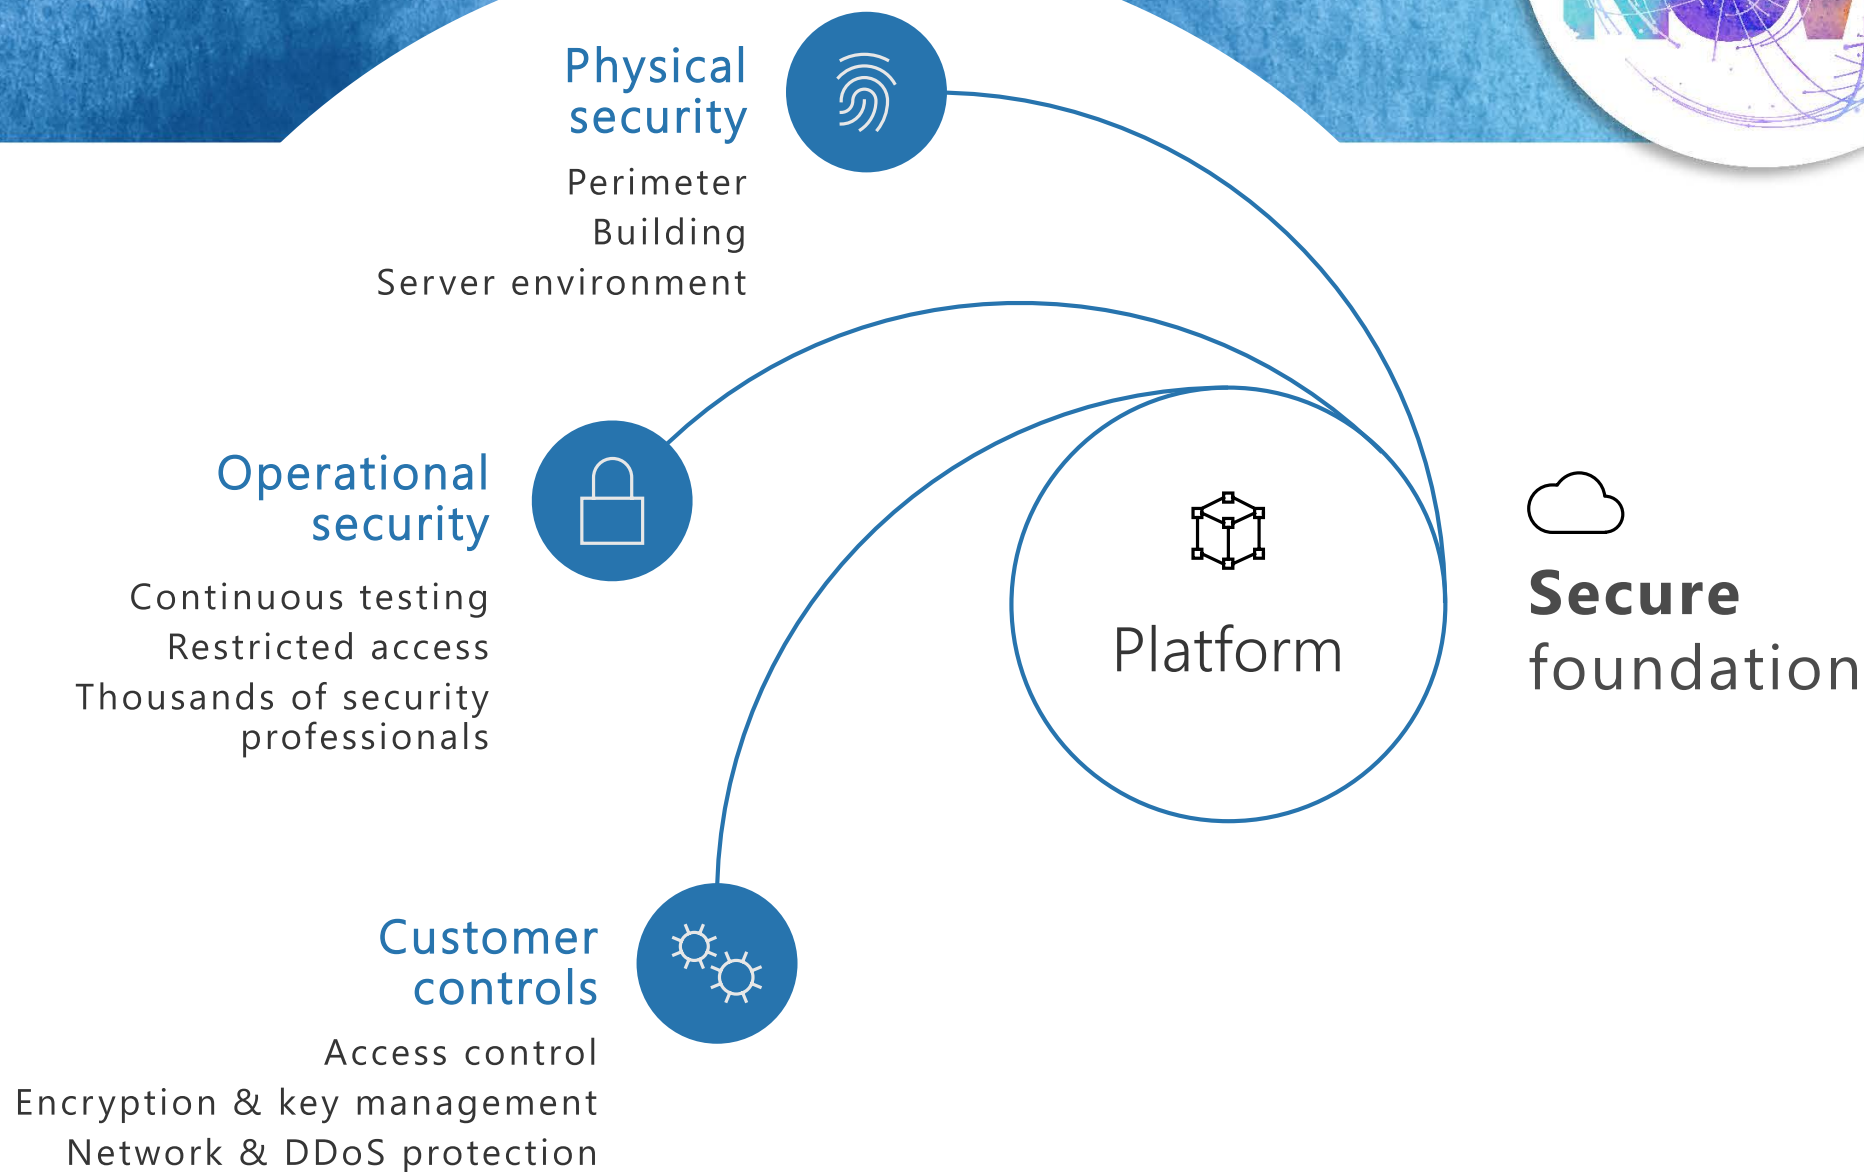 Physical
security
Perimeter
Building
Server environment
Operational
security
Continuous testing
Restricted access
Thousands of security
professionals
Customer
controls
Access control
Encryption & key management
Network & DDoS protection
Platform
Secure
foundation